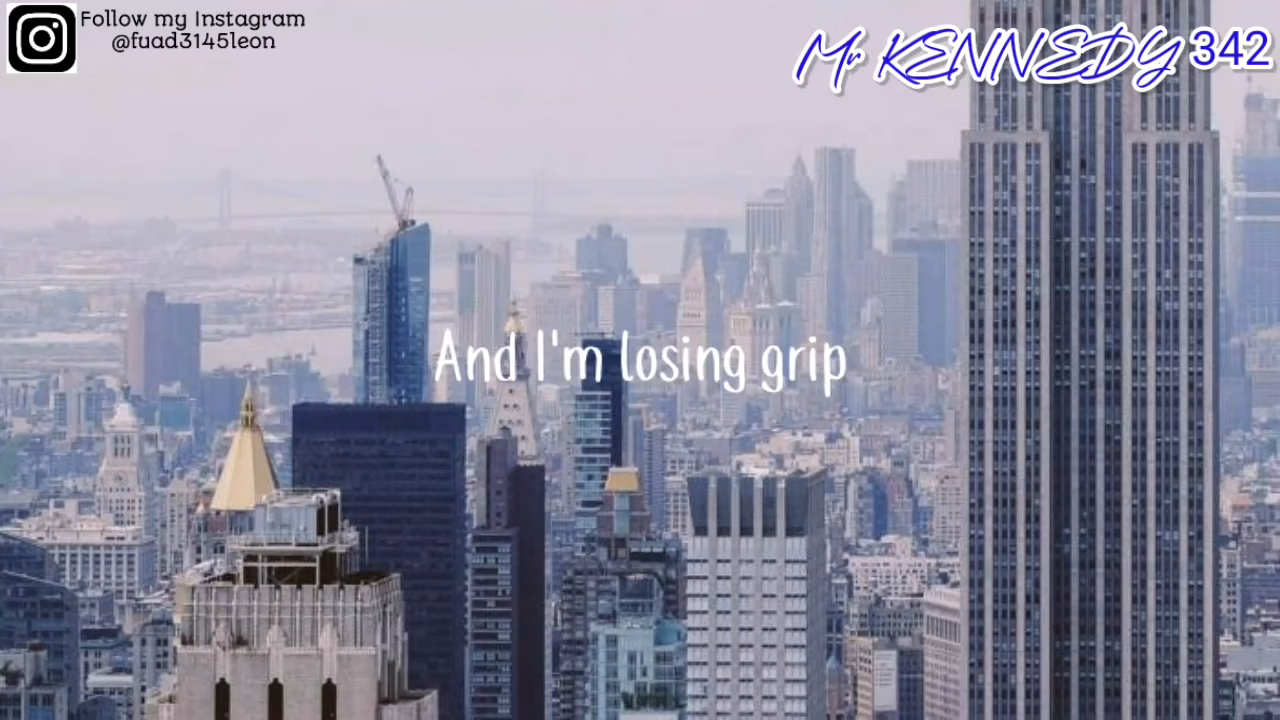 Follow my Instagram
@fuad3145leon
Mr KENNEDY 342
And I'm losing grip